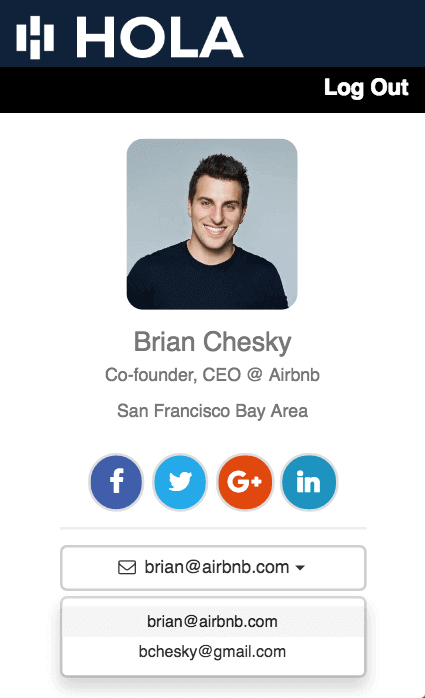 HOLA
Log Out
Brian Chesky
Co-founder, CEO @ Airbnb
San Francisco Bay Area
f G+ in
brian@airbnb.com
brian@airbnb.com
bchesky@gmail.com